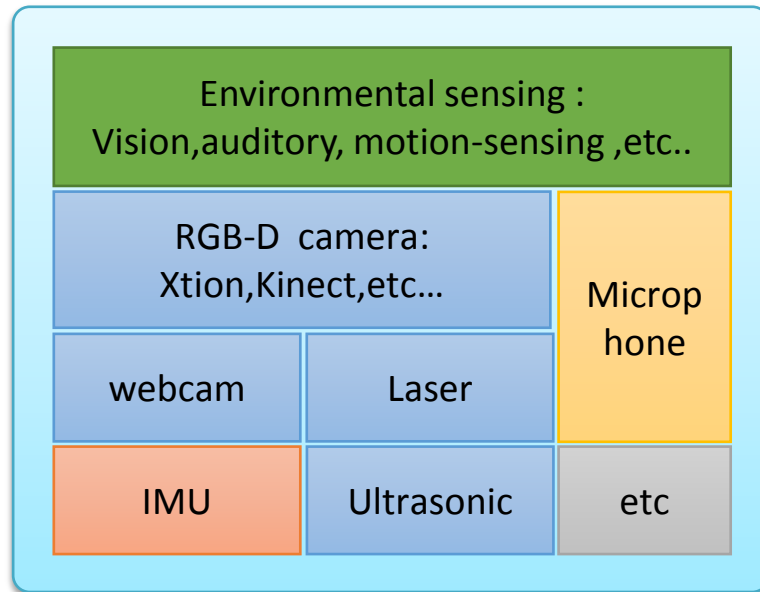 Environmental sensing :
Vision,auditory, motion-sensing ,etc..
RGB-D camera:
Xtion,Kinect,etc...
Microp
hone
webcam
Laser
IMU
Ultrasonic
etc